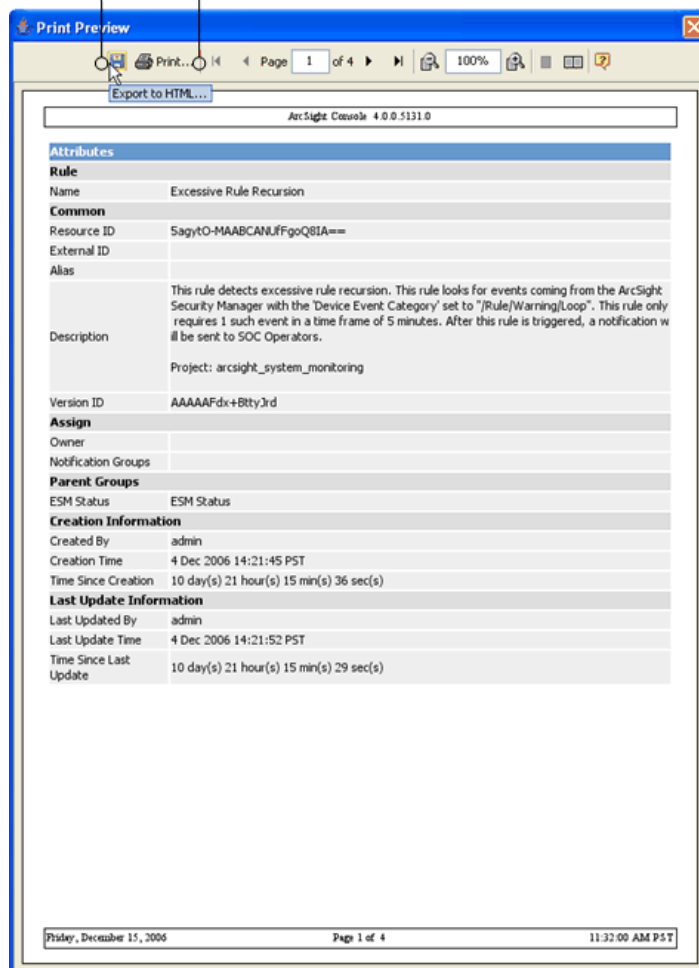 Print Preview
Print... Page 1 of 4 100%
Export to HTML...
ArcSight Console 4.0.0.5131.0
Attributes
Rule
Name Excessive Rule Recursion
Common
Resource ID 5agytO-MAABCANUfFgoQ8IA==
External ID
Alias
This rule detects excessive rule recursion. This rule looks for events coming from the ArcSight
Security Manager with the 'Device Event Category' set to "/Rule/Warning/Loop". This rule only
requires 1 such event in a time frame of 5 minutes. After this rule is triggered, a notification w
Description ill be sent to SOC Operators.
Project: arcsight_system_monitoring
Version ID AAAAAFdx+BttyJrd
Assign
Owner
Notification Groups
Parent Groups
ESM Status ESM Status
Creation Information
Created By admin
Creation Time 4 Dec 2006 14:21:45 PST
Time Since Creation 10 day(s) 21 hour(s) 15 min(s) 36 sec(s)
Last Update Information
Last Updated By admin
Last Update Time 4 Dec 2006 14:21:52 PST
Time Since Last
Update 10 day(s) 21 hour(s) 15 min(s) 29 sec(s)
Friday, December 15, 2006 Page 1 of 4 11:32:00 AM PST